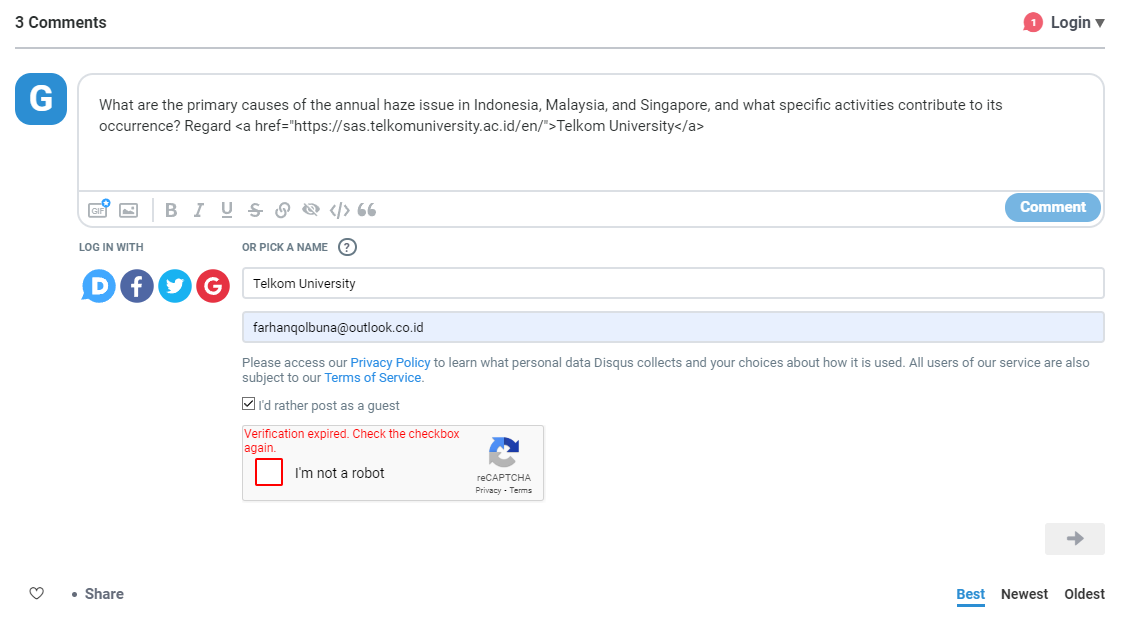 3 Comments
1 Login
G
What are the primary causes of the annual haze issue in Indonesia, Malaysia, and Singapore, and what specific activities contribute to its
occurrence? Regard <a href="https://sas.telkomuniversity.ac.id/en/">Telkom University</a>
GIF B I U S </> Comment
LOG IN WITH OR PICK A NAME ?
D f G
Telkom University
farhanqolbuna@outlook.co.id
Please access our Privacy Policy to learn what personal data Disqus collects and your choices about how it is used. All users of our service are also
subject to our Terms of Service.
I'd rather post as a guest
Verification expired. Check the checkbox
again.
I'm not a robot
reCAPTCHA
Privacy - Terms
• Share Best Newest Oldest